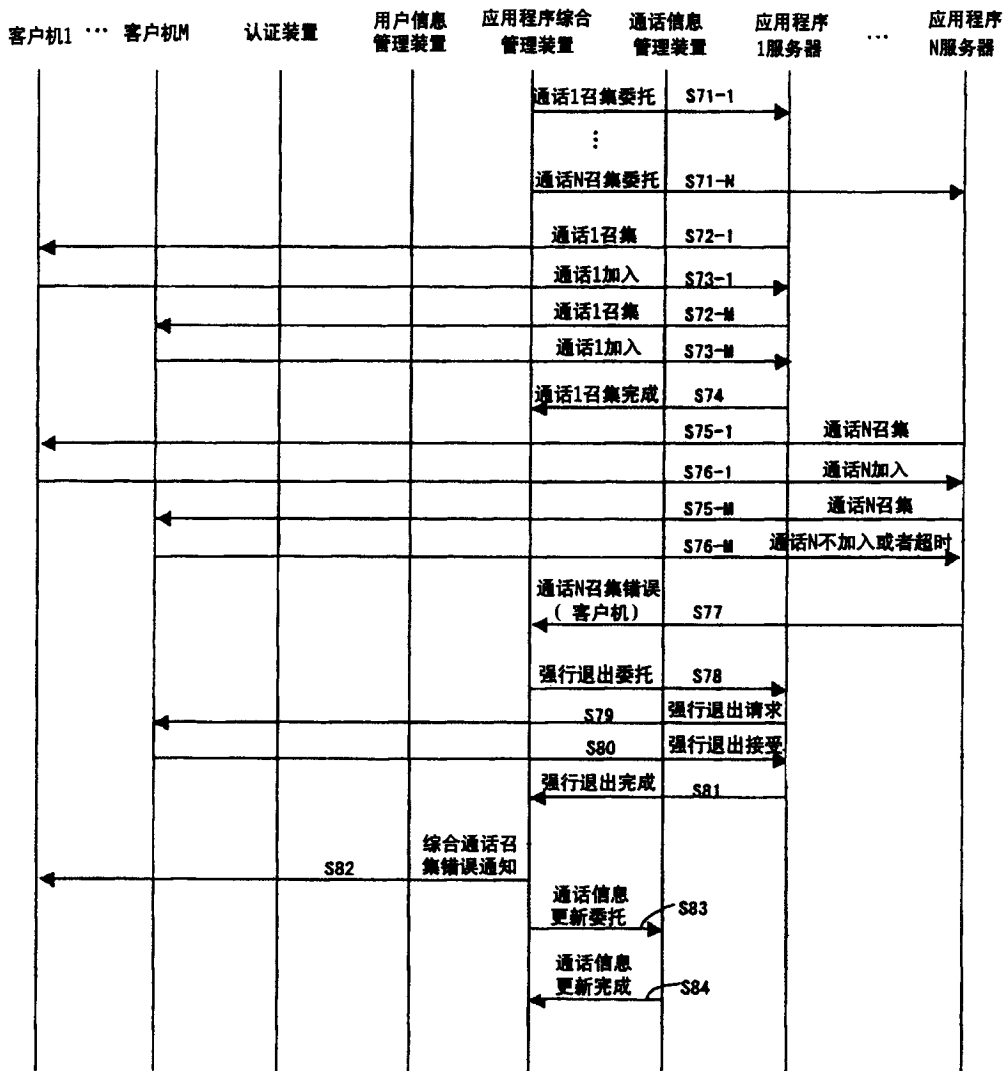 客户机1 ··· 客户机M 认证装置 用户信息管理装置 应用程序综合管理装置 通话信息管理装置 应用程序1服务器 ··· 应用程序N服务器
通话1召集委托 S71-1
⋮
通话N召集委托 S71-N
通话1召集 S72-1
通话1加入 S73-1
通话1召集 S72-M
通话1加入 S73-M
通话1召集完成 S74
S75-1 通话N召集
S76-1 通话N加入
S75-M 通话N召集
S76-M 通话N不加入或者超时
通话N召集错误
( 客户机) S77
强行退出委托 S78
S79 强行退出请求
S80 强行退出接受
强行退出完成 S81
综合通话召
S82 集错误通知
通话信息
更新委托 S83
通话信息
更新完成 S84